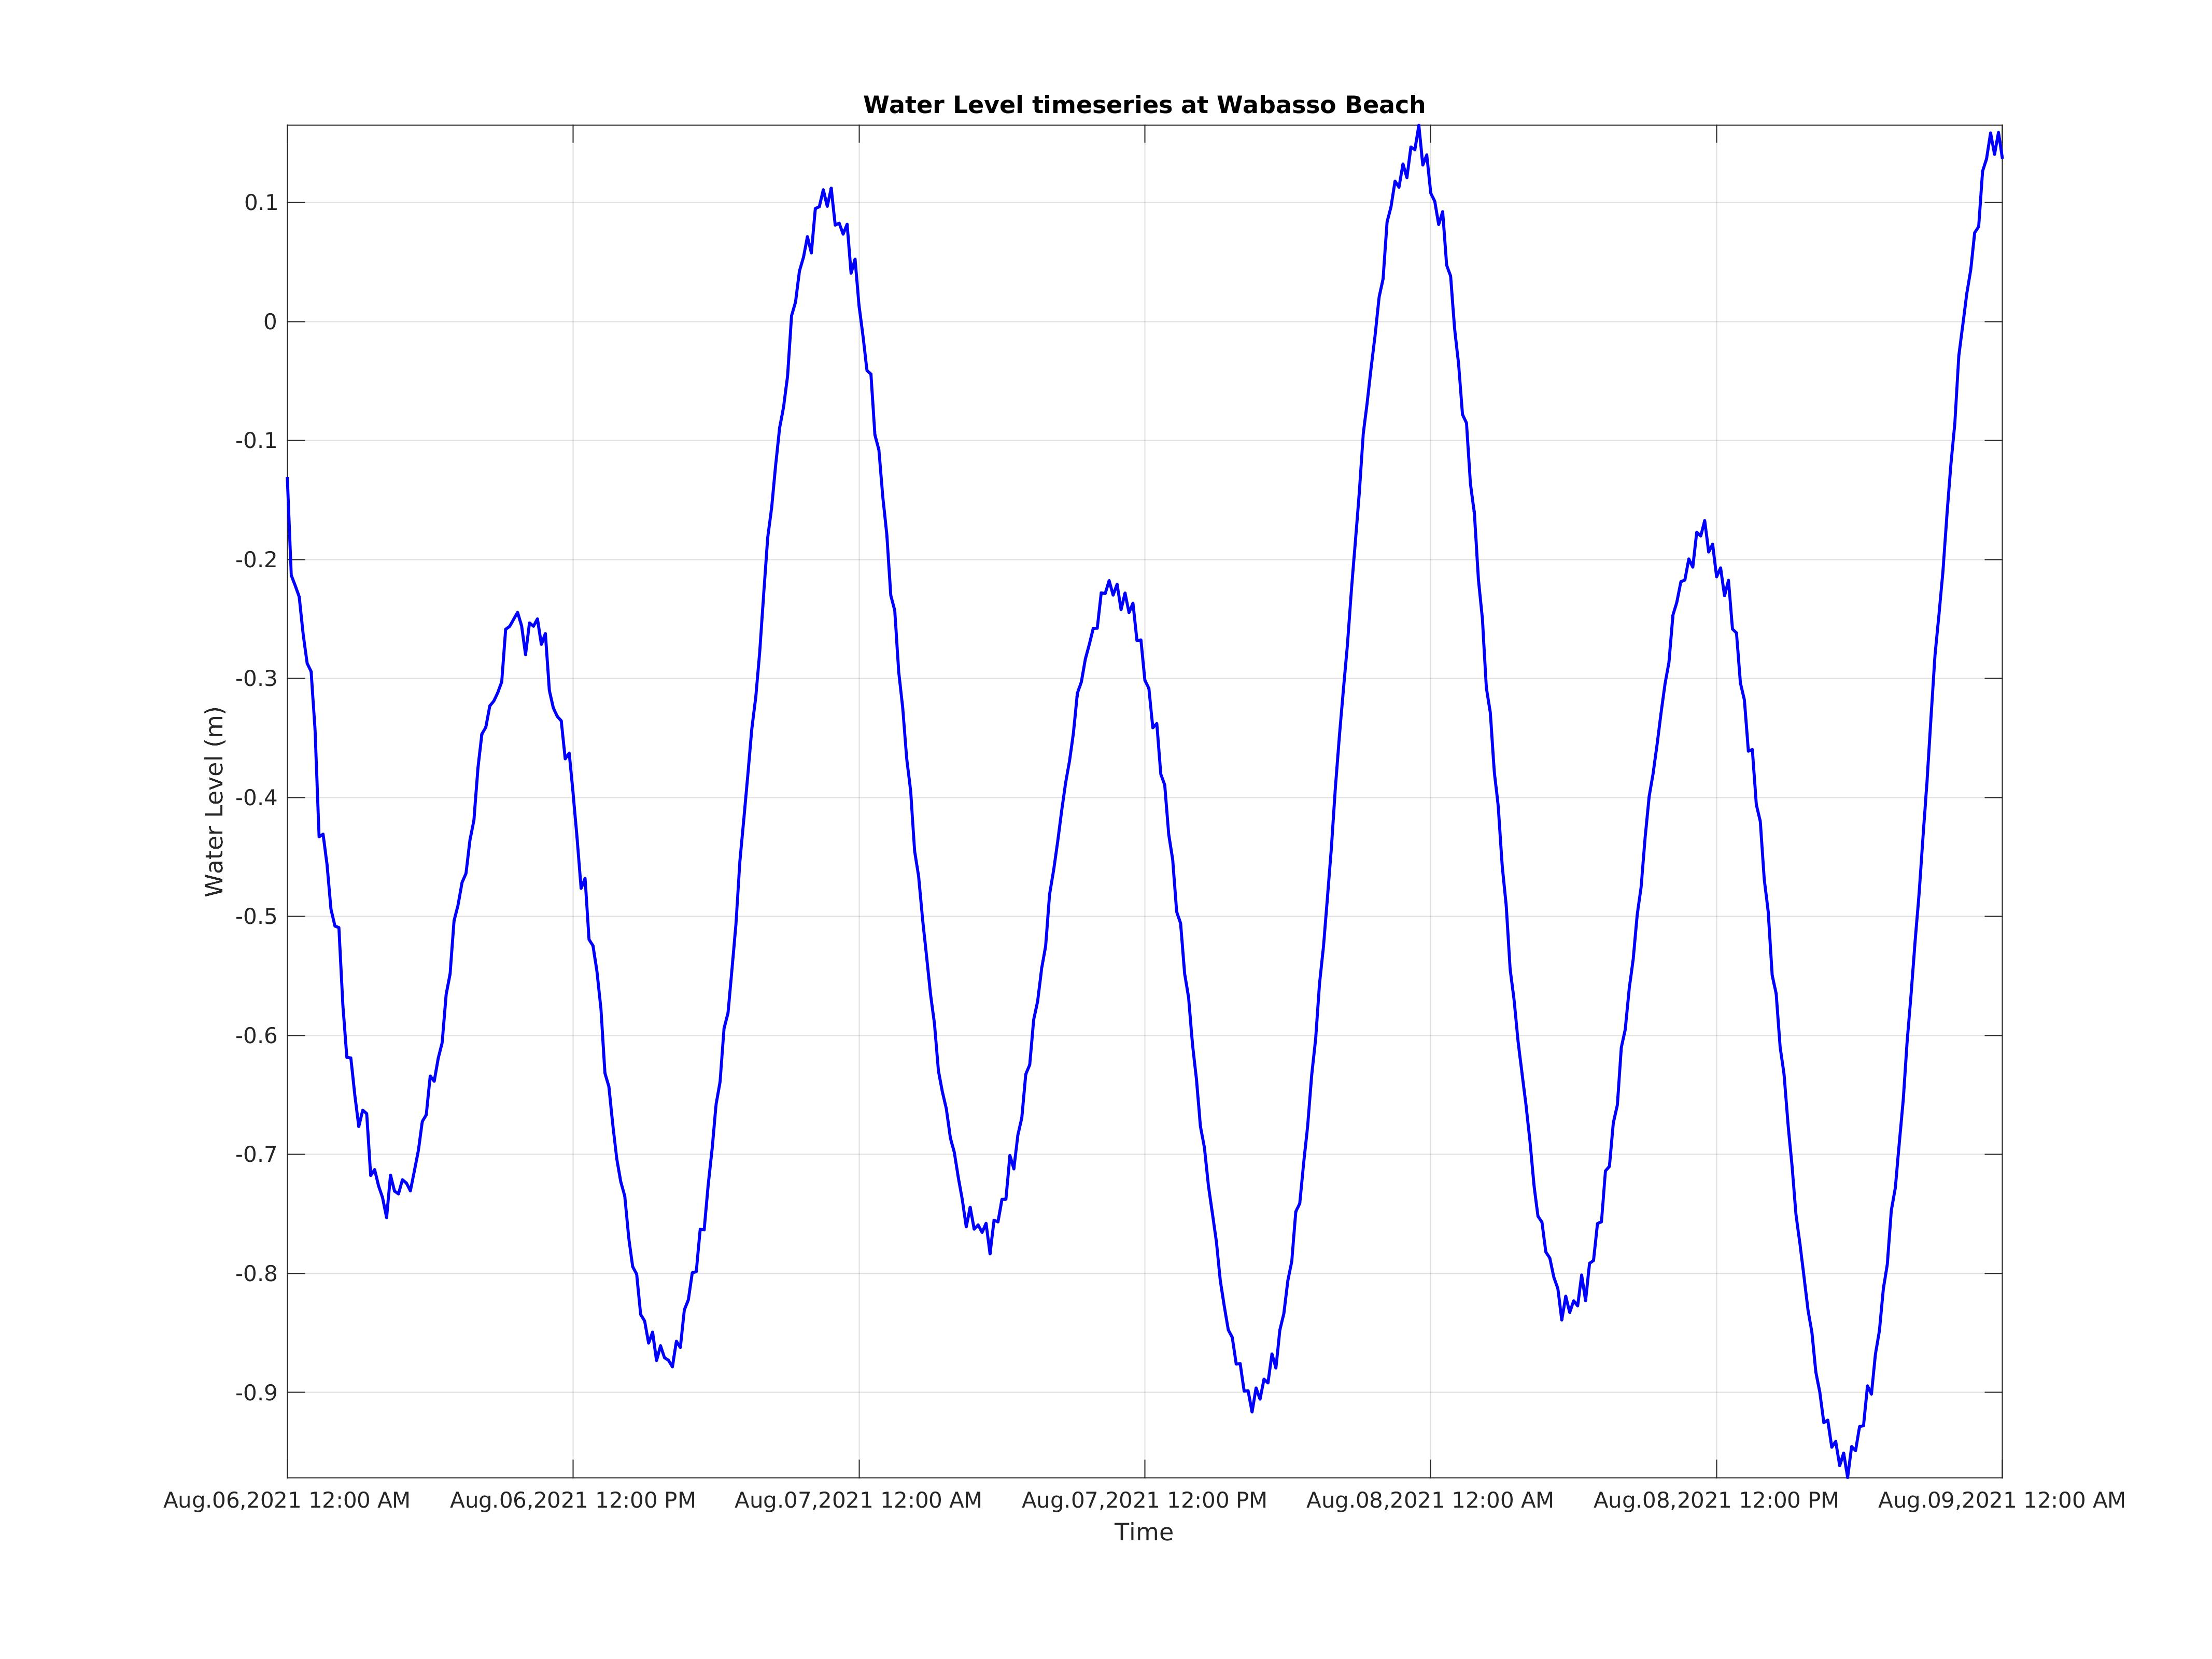 Water Level timeseries at Wabasso Beach
0.1
0
-0.1
-0.2
-0.3
-0.4
-0.5
-0.6
-0.7
-0.8
-0.9
Water Level (m)
Aug.06,2021 12:00 AM
Aug.06,2021 12:00 PM
Aug.07,2021 12:00 AM
Aug.07,2021 12:00 PM
Aug.08,2021 12:00 AM
Aug.08,2021 12:00 PM
Aug.09,2021 12:00 AM
Time